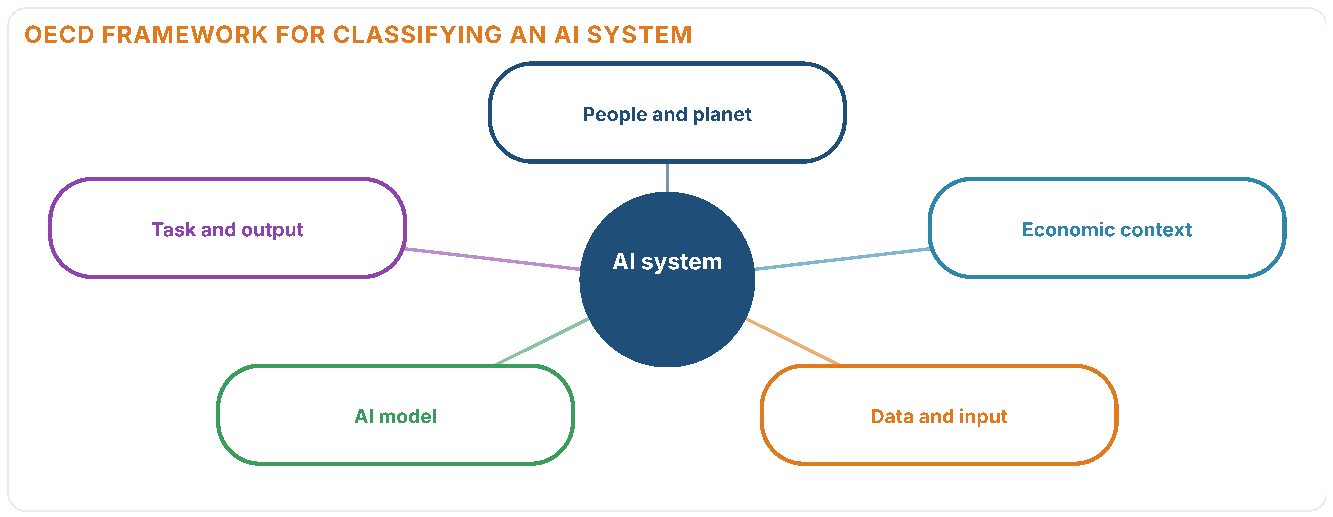 OECD FRAMEWORK FOR CLASSIFYING AN AI SYSTEM
People and planet
Task and output
Economic context
AI system
AI model
Data and input